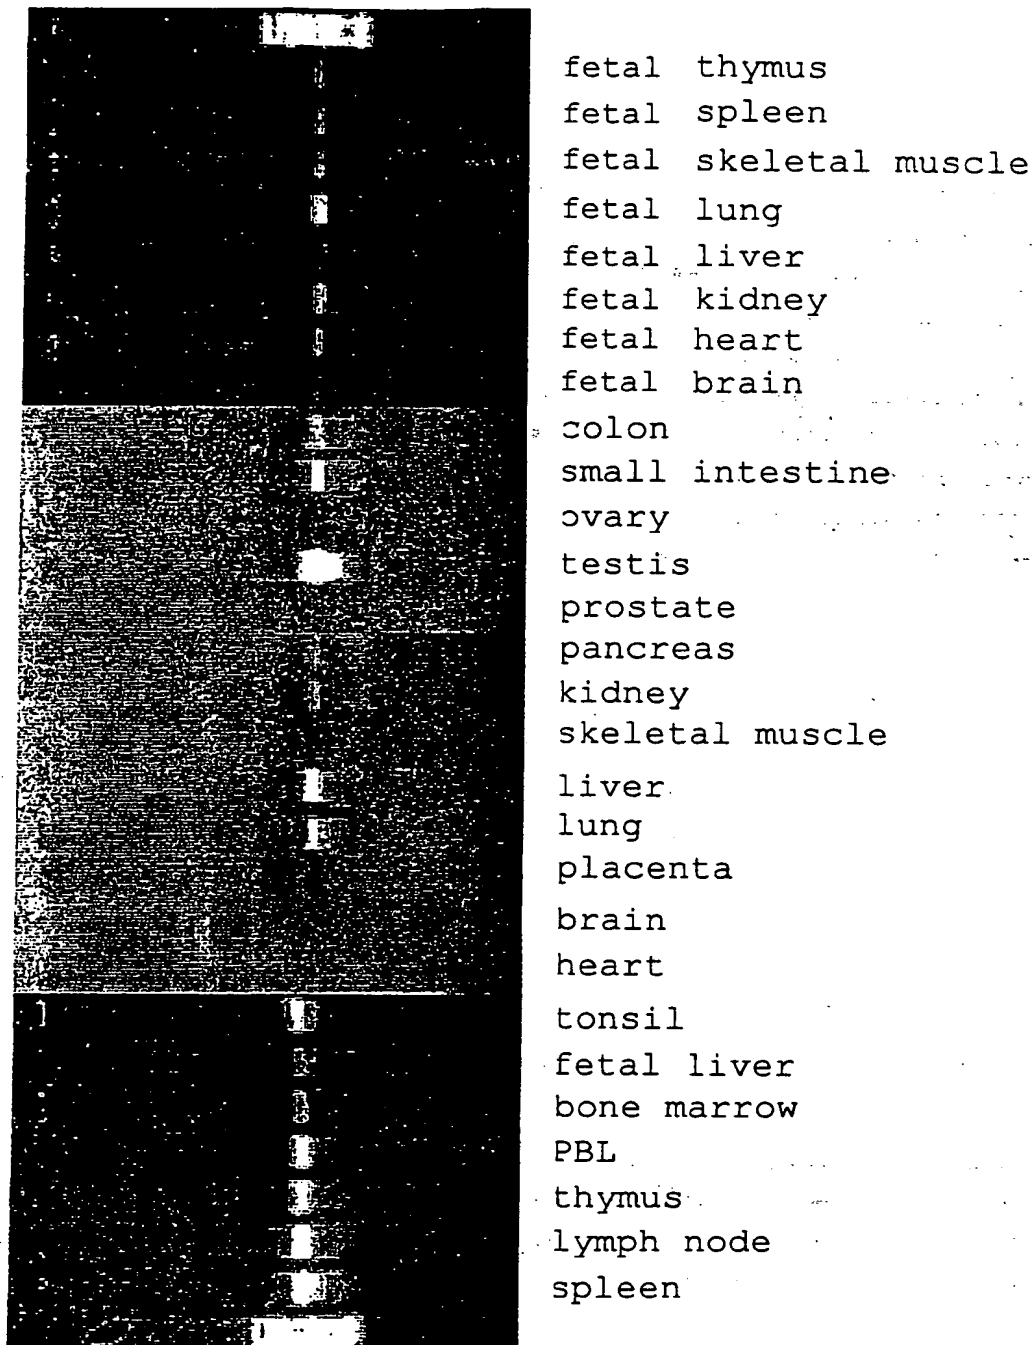 fetal thymus
fetal spleen
fetal skeletal muscle
fetal lung
fetal liver
fetal kidney
fetal heart
fetal brain
colon
small intestine
ovary
testis
prostate
pancreas
kidney
skeletal muscle
liver
lung
placenta
brain
heart
tonsil
fetal liver
bone marrow
PBL
thymus
lymph node
spleen